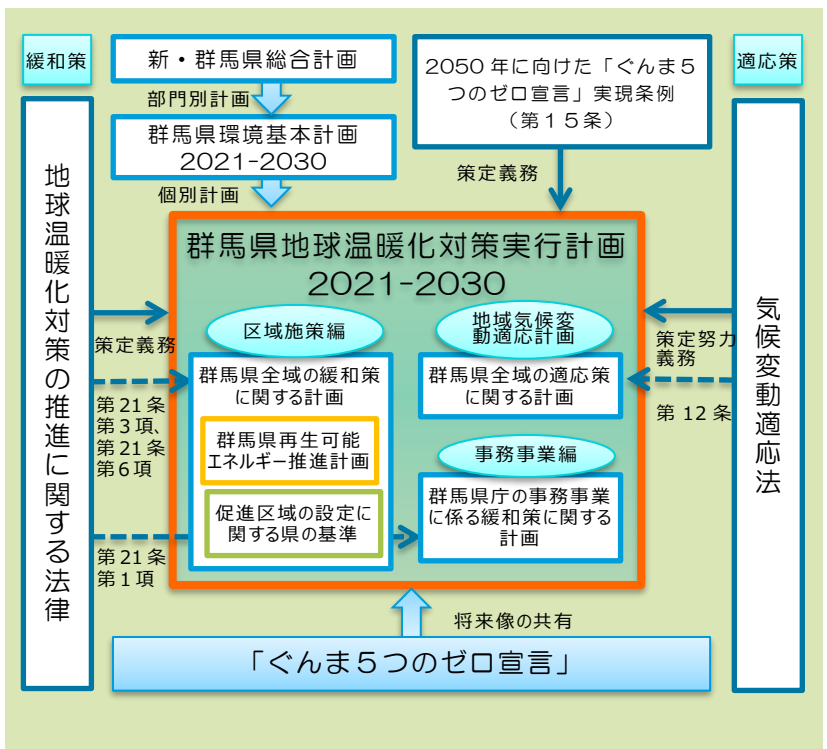 緩和策
新・群馬県総合計画
部門別計画
群馬県環境基本計画
2021-2030
個別計画
2050年に向けた「ぐんま5
つのゼロ宣言」実現条例
(第15条)
策定義務
適応策
地球温暖化対策の推進に関する法律
策定義務
第21条
第3項、
第21条
第6項
第21条
第1項
群馬県地球温暖化対策実行計画
2021-2030
区域施策編
群馬県全域の緩和策
に関する計画
群馬県再生可能
エネルギー推進計画
促進区域の設定に
関する県の基準
地域気候変
動適応計画
群馬県全域の適応策
に関する計画
事務事業編
群馬県庁の事務事業
に係る緩和策に関する
計画
策定努力
義務
第12条
気候変動適応法
将来像の共有
「ぐんま5つのゼロ宣言」